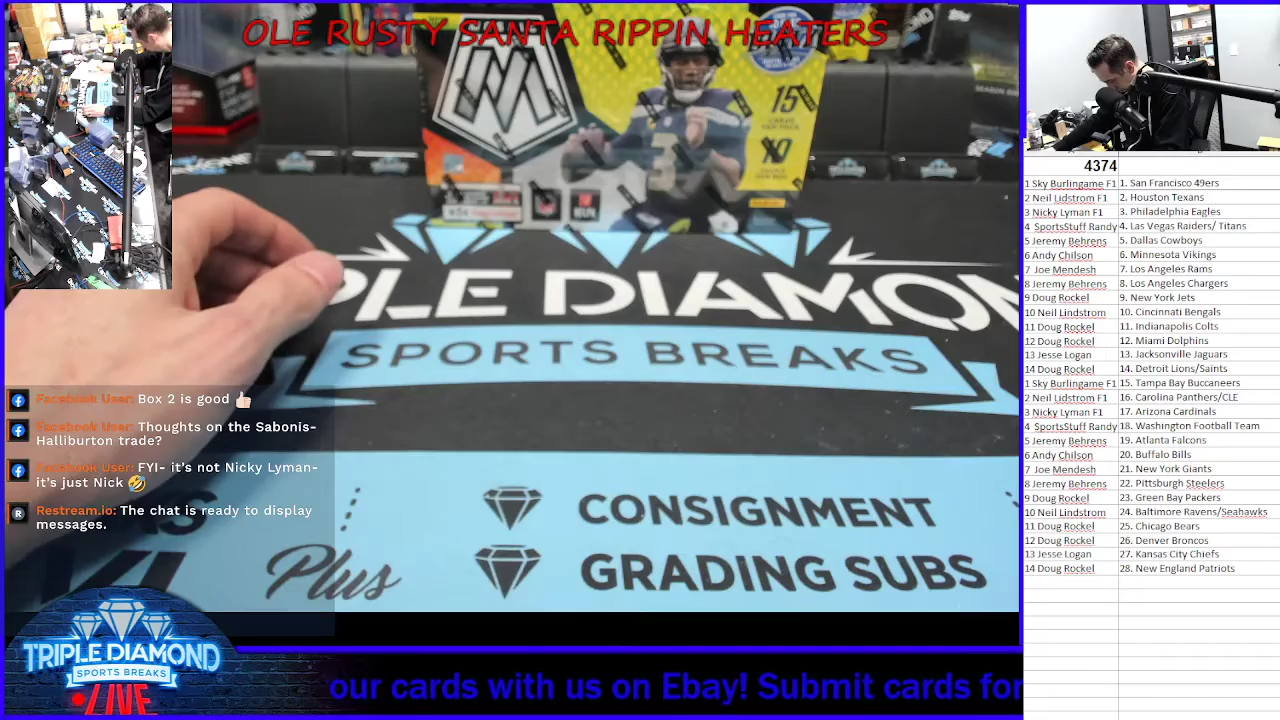 OLE RUSTY SANTA RIPPIN HEATERS
15
PLE DIAMON
SPORTS BREAKS
CONSIGNMENT
Plus
GRADING SUBS
Facebook User: Box 2 is good 👍
Facebook User: Thoughts on the Sabonis-
Halliburton trade?
Facebook User: FYI- it's not Nicky Lyman-
it's just Nick 🤣
Restream.io: The chat is ready to display
messages.
TRIPLE DIAMOND
SPORTS BREAKS
LIVE
our cards with us on Ebay! Submit cards for
4374
1 Sky Burlingame F1 1. San Francisco 49ers
2 Neil Lidstrom F1 2. Houston Texans
3 Nicky Lyman F1 3. Philadelphia Eagles
4 SportsStuff Randy 4. Las Vegas Raiders/ Titans
5 Jeremy Behrens 5. Dallas Cowboys
6 Andy Chilson 6. Minnesota Vikings
7 Joe Mendesh 7. Los Angeles Rams
8 Jeremy Behrens 8. Los Angeles Chargers
9 Doug Rockel 9. New York Jets
10 Neil Lindstrom 10. Cincinnati Bengals
11 Doug Rockel 11. Indianapolis Colts
12 Doug Rockel 12. Miami Dolphins
13 Jesse Logan 13. Jacksonville Jaguars
14 Doug Rockel 14. Detroit Lions/Saints
1 Sky Burlingame F1 15. Tampa Bay Buccaneers
2 Neil Lidstrom F1 16. Carolina Panthers/CLE
3 Nicky Lyman F1 17. Arizona Cardinals
4 SportsStuff Randy 18. Washington Football Team
5 Jeremy Behrens 19. Atlanta Falcons
6 Andy Chilson 20. Buffalo Bills
7 Joe Mendesh 21. New York Giants
8 Jeremy Behrens 22. Pittsburgh Steelers
9 Doug Rockel 23. Green Bay Packers
10 Neil Lindstrom 24. Baltimore Ravens/Seahawks
11 Doug Rockel 25. Chicago Bears
12 Doug Rockel 26. Denver Broncos
13 Jesse Logan 27. Kansas City Chiefs
14 Doug Rockel 28. New England Patriots